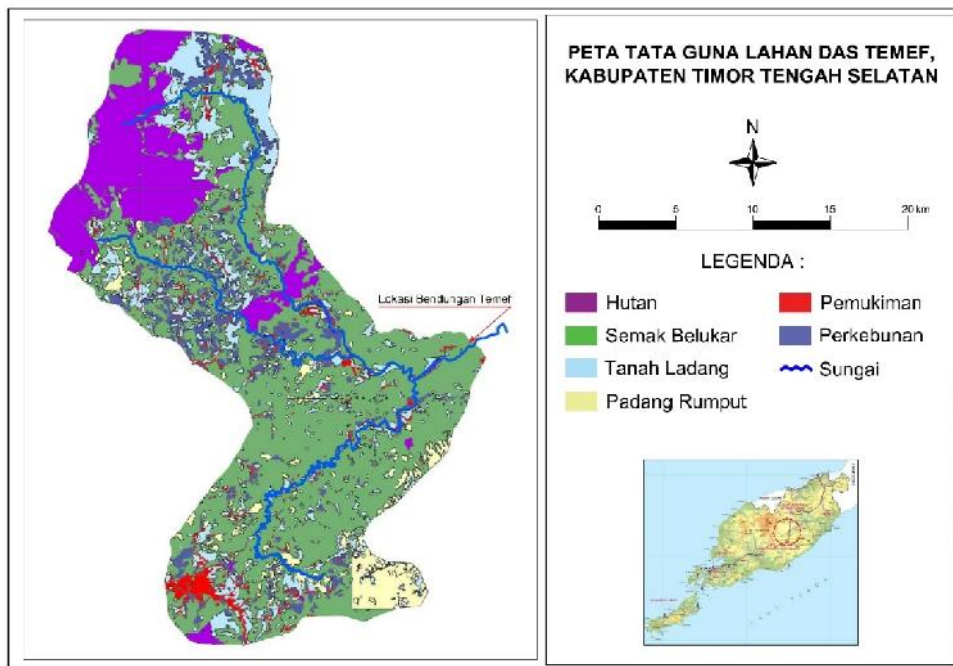 PETA TATA GUNA LAHAN DAS TEMEF,
KABUPATEN TIMOR TENGAH SELATAN
N
0 5 10 15 20 km
LEGENDA :
Hutan
Pemukiman
Semak Belukar
Perkebunan
Tanah Ladang
Sungai
Padang Rumput
Lokasi Bendungan Temef